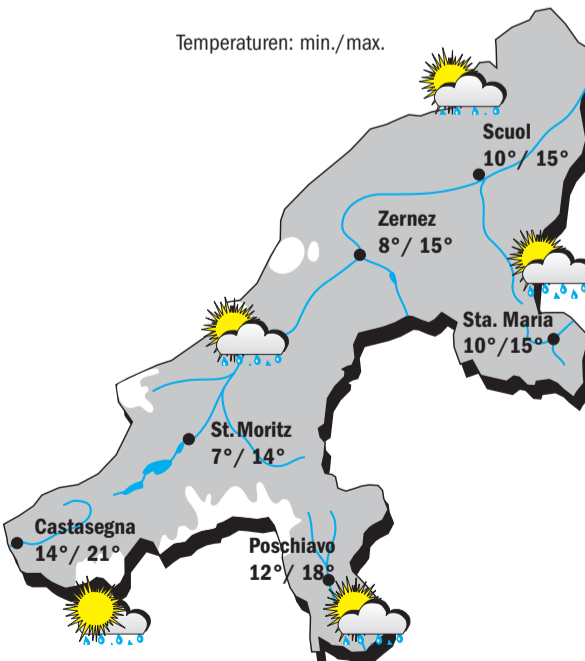 Temperaturen: min./max.
Scuol
10°/ 15°
Zernez
8°/ 15°
Sta. Maria
10°/15°
St. Moritz
7°/ 14°
Castasegna
14°/ 21°
Poschiavo
12°/ 18°